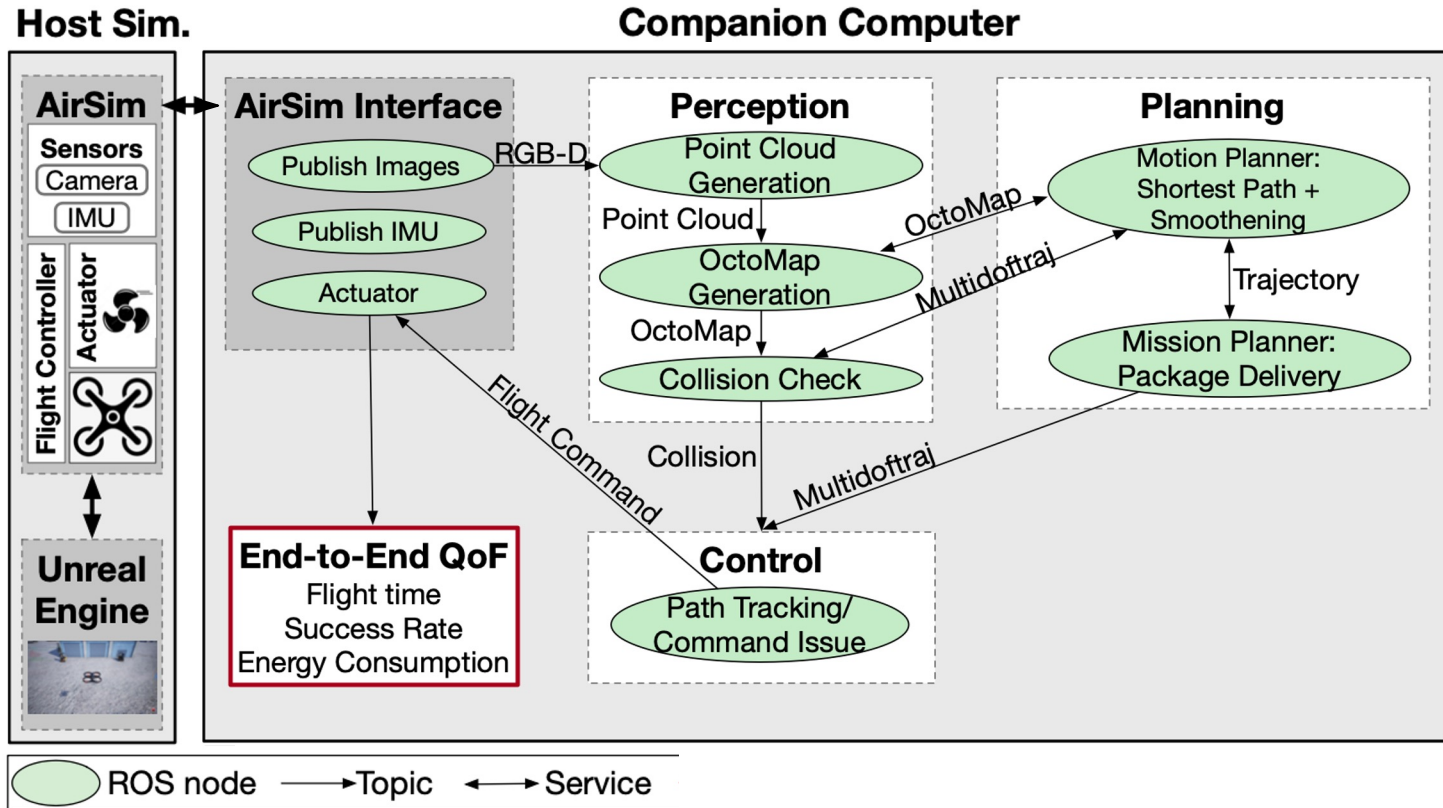 Host Sim.
Companion Computer
AirSim
Sensors
Camera
IMU
Flight Controller
Actuator
Unreal
Engine
AirSim Interface
Publish Images
Publish IMU
Actuator
RGB-D
Perception
Point Cloud
Generation
Point Cloud
OctoMap
Generation
OctoMap
Collision Check
Planning
Motion Planner:
Shortest Path +
Smoothening
OctoMap
Multidoftraj
Trajectory
Mission Planner:
Package Delivery
Flight Command
Collision
Multidoftraj
End-to-End QoF
Flight time
Success Rate
Energy Consumption
Control
Path Tracking/
Command Issue
ROS node
Topic
Service